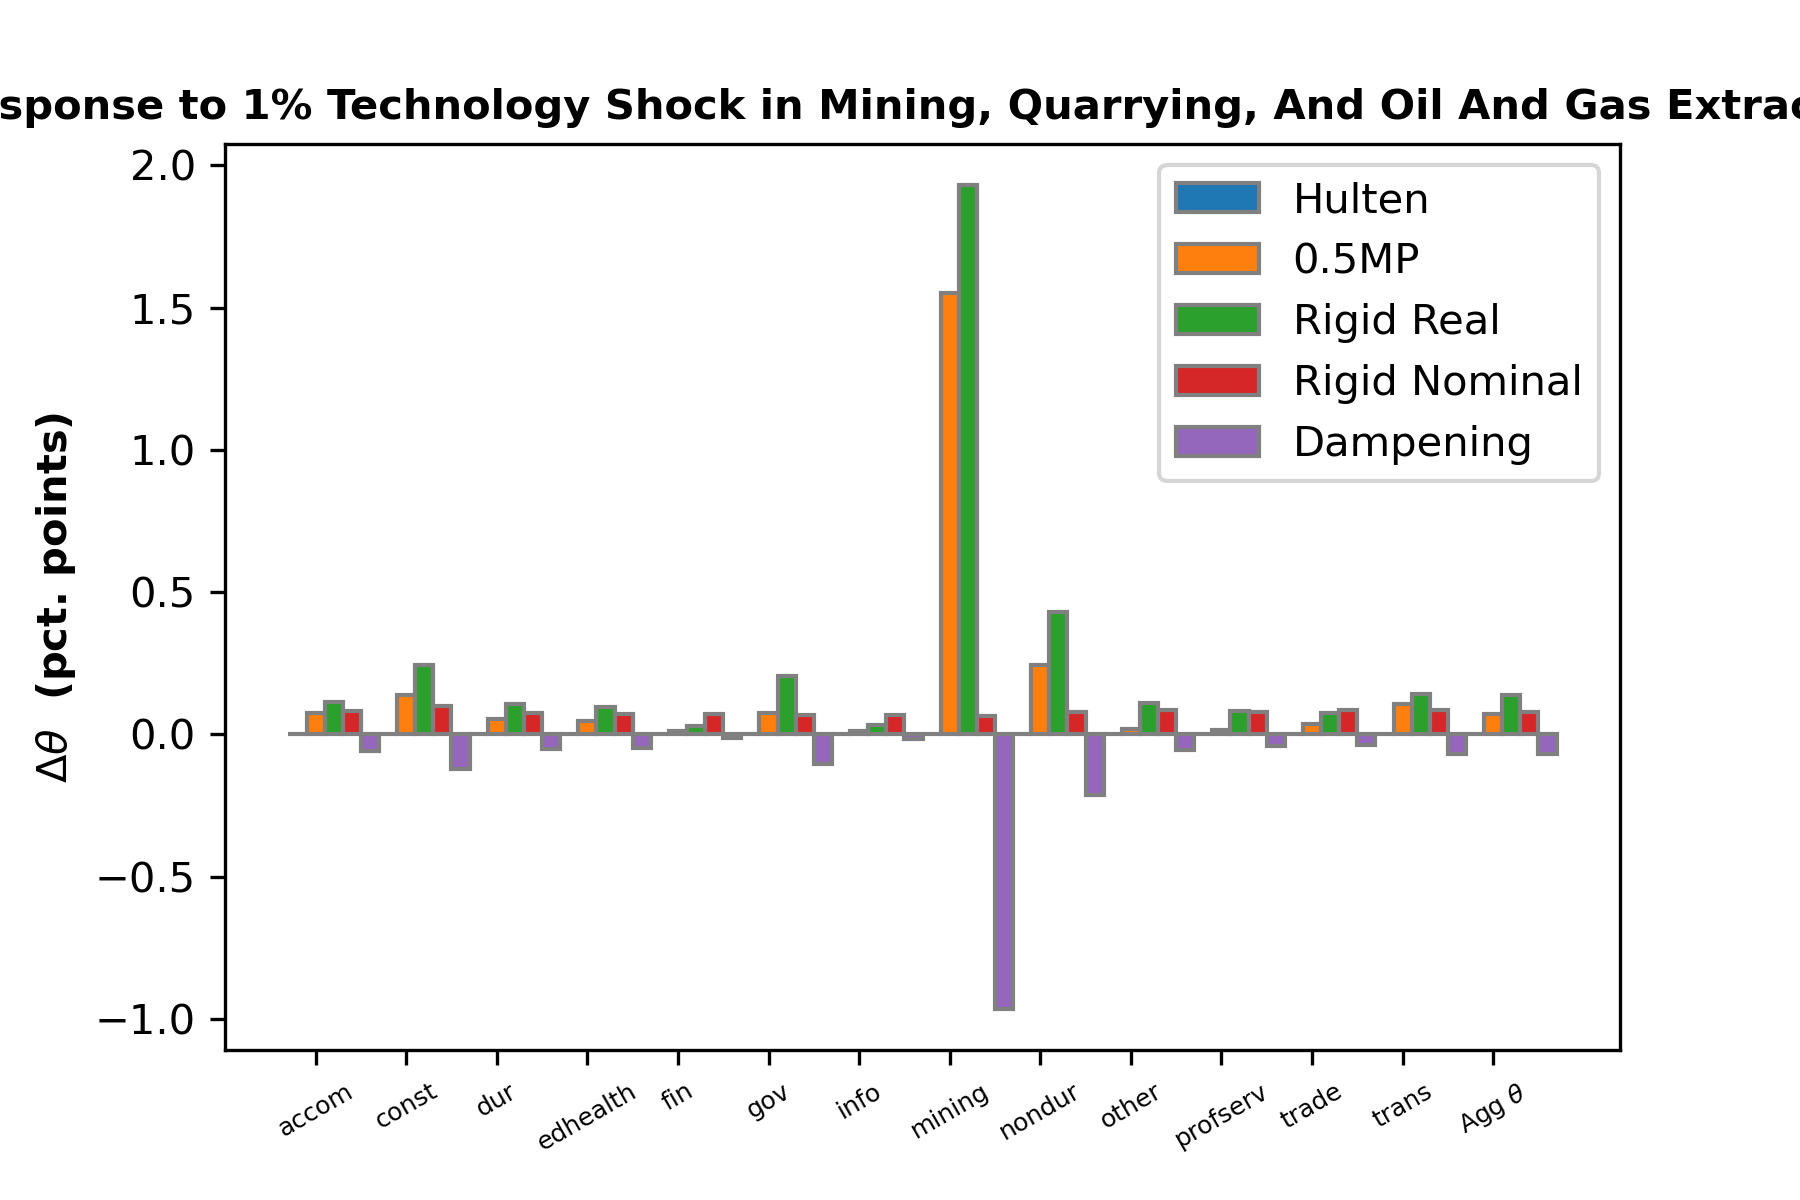 sponse to 1% Technology Shock in Mining, Quarrying, And Oil And Gas Extrac
2.0
1.5
1.0
0.5
0.0
−0.5
−1.0
Δθ (pct. points)
Hulten
0.5MP
Rigid Real
Rigid Nominal
Dampening
accom
const
dur
edhealth
fin
gov
info
mining
nondur
other
profserv
trade
trans
Agg θ